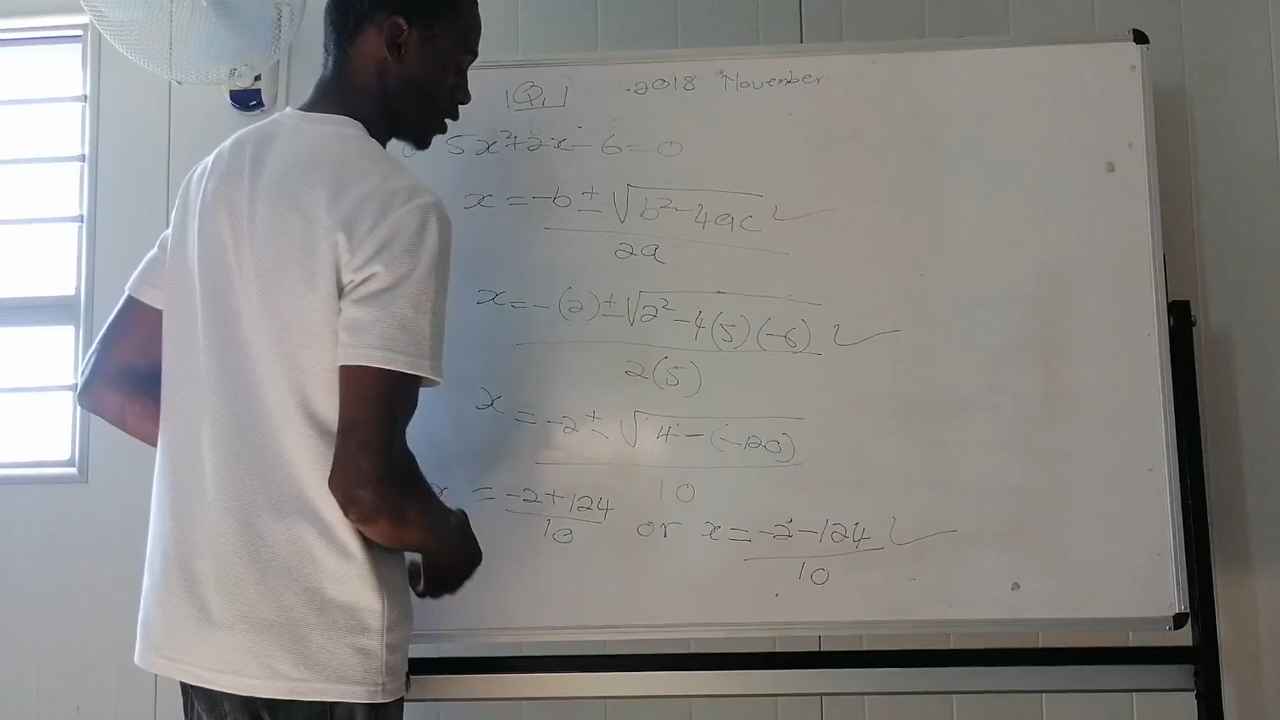 Q1 2018 November
5x²+2x-6=0
x = -b ± √b²-4ac ✓
2a
x = -(2) ± √2²-4(5)(-6) ✓
2(5)
x = -2 ± √4-(-120)
10
x = -2+124 or x = -2-124 ✓
10 10